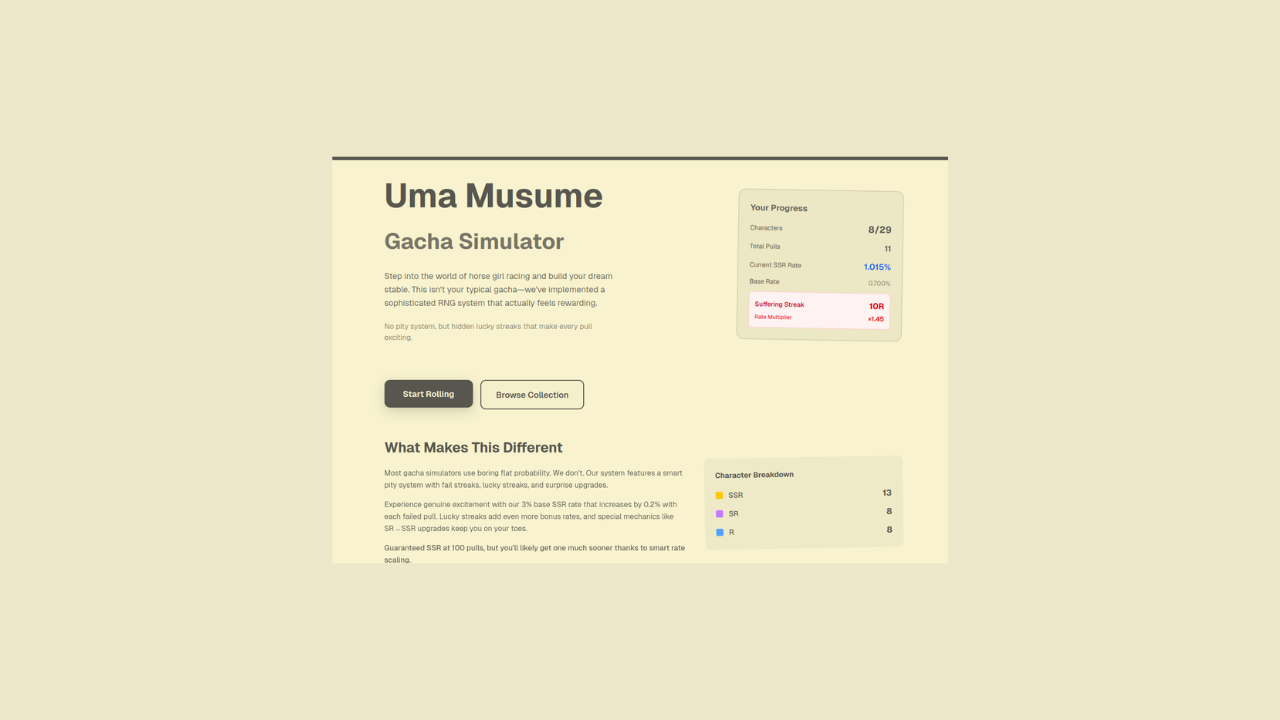 Uma Musume
Gacha Simulator
Step into the world of horse girl racing and build your dream
stable. This isn't your typical gacha—we've implemented a
sophisticated RNG system that actually feels rewarding.
No pity system, but hidden lucky streaks that make every pull
exciting.
Start Rolling
Browse Collection
Your Progress
Characters 8/29
Total Pulls 11
Current SSR Rate 1.015%
Base Rate 0.700%
Suffering Streak 10R
Rate Multiplier ×1.45
What Makes This Different
Most gacha simulators use boring flat probability. We don't. Our system features a smart
pity system with fail streaks, lucky streaks, and surprise upgrades.
Experience genuine excitement with our 3% base SSR rate that increases by 0.2% with
each failed pull. Lucky streaks add even more bonus rates, and special mechanics like
SR→SSR upgrades keep you on your toes.
Guaranteed SSR at 100 pulls, but you'll likely get one much sooner thanks to smart rate
scaling.
Character Breakdown
SSR 13
SR 8
R 8